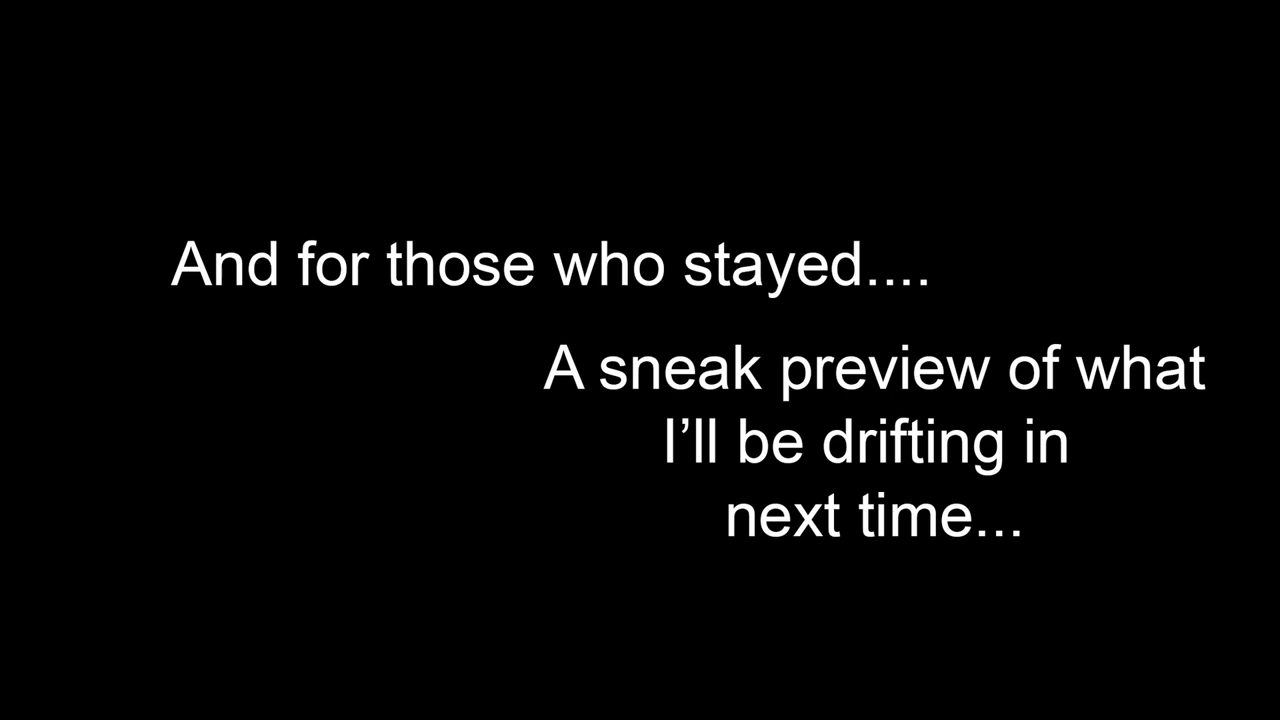 And for those who stayed....
A sneak preview of what
I’ll be drifting in
next time...